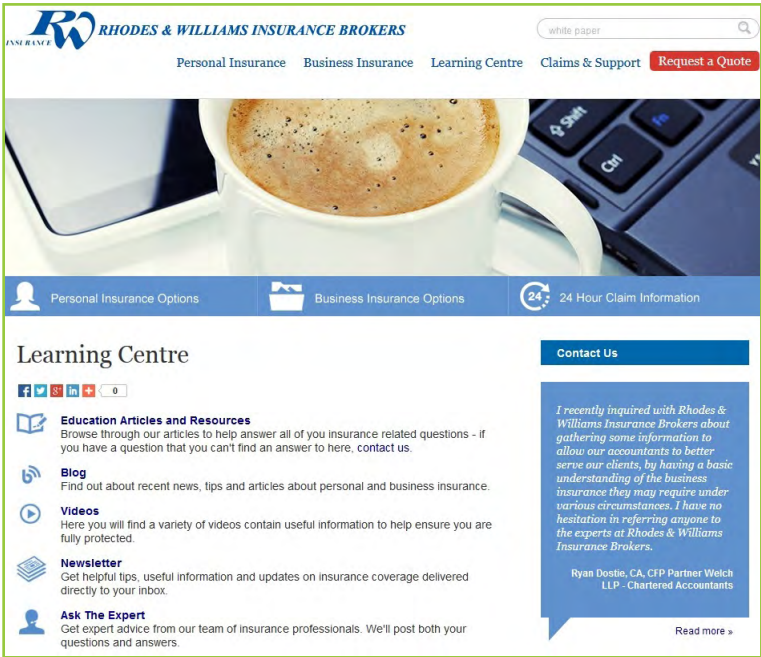 RW
INSURANCE
RHODES & WILLIAMS INSURANCE BROKERS
white paper
Personal Insurance Business Insurance Learning Centre Claims & Support Request a Quote
Shift
Fn
Ctrl
Personal Insurance Options
Business Insurance Options
24
24 Hour Claim Information
Learning Centre
0
Education Articles and Resources
Browse through our articles to help answer all of you insurance related questions - if
you have a question that you can't find an answer to here, contact us.
Blog
Find out about recent news, tips and articles about personal and business insurance.
Videos
Here you will find a variety of videos contain useful information to help ensure you are
fully protected.
Newsletter
Get helpful tips, useful information and updates on insurance coverage delivered
directly to your inbox.
Ask The Expert
Get expert advice from our team of insurance professionals. We'll post both your
questions and answers.
Contact Us
I recently inquired with Rhodes &
Williams Insurance Brokers about
gathering some information to
allow our accountants to better
serve our clients, by having a basic
understanding of the business
insurance they may require under
various circumstances. I have no
hesitation in referring anyone to
the experts at Rhodes & Williams
Insurance Brokers.
Ryan Dostie, CA, CFP Partner Welch
LLP - Chartered Accountants
Read more »